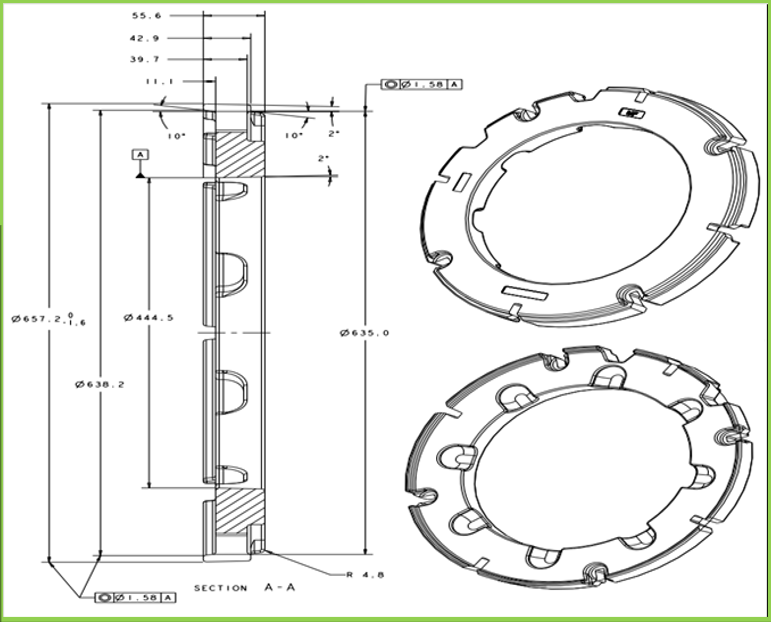 55.6
42.9
39.7
11.1
⌾ Ø1.58 A
10°
10°
2°
A
2°
Ø657.2 0 -1.6
Ø444.5
Ø635.0
Ø638.2
R 4.8
SECTION A-A
⌾ Ø1.58 A